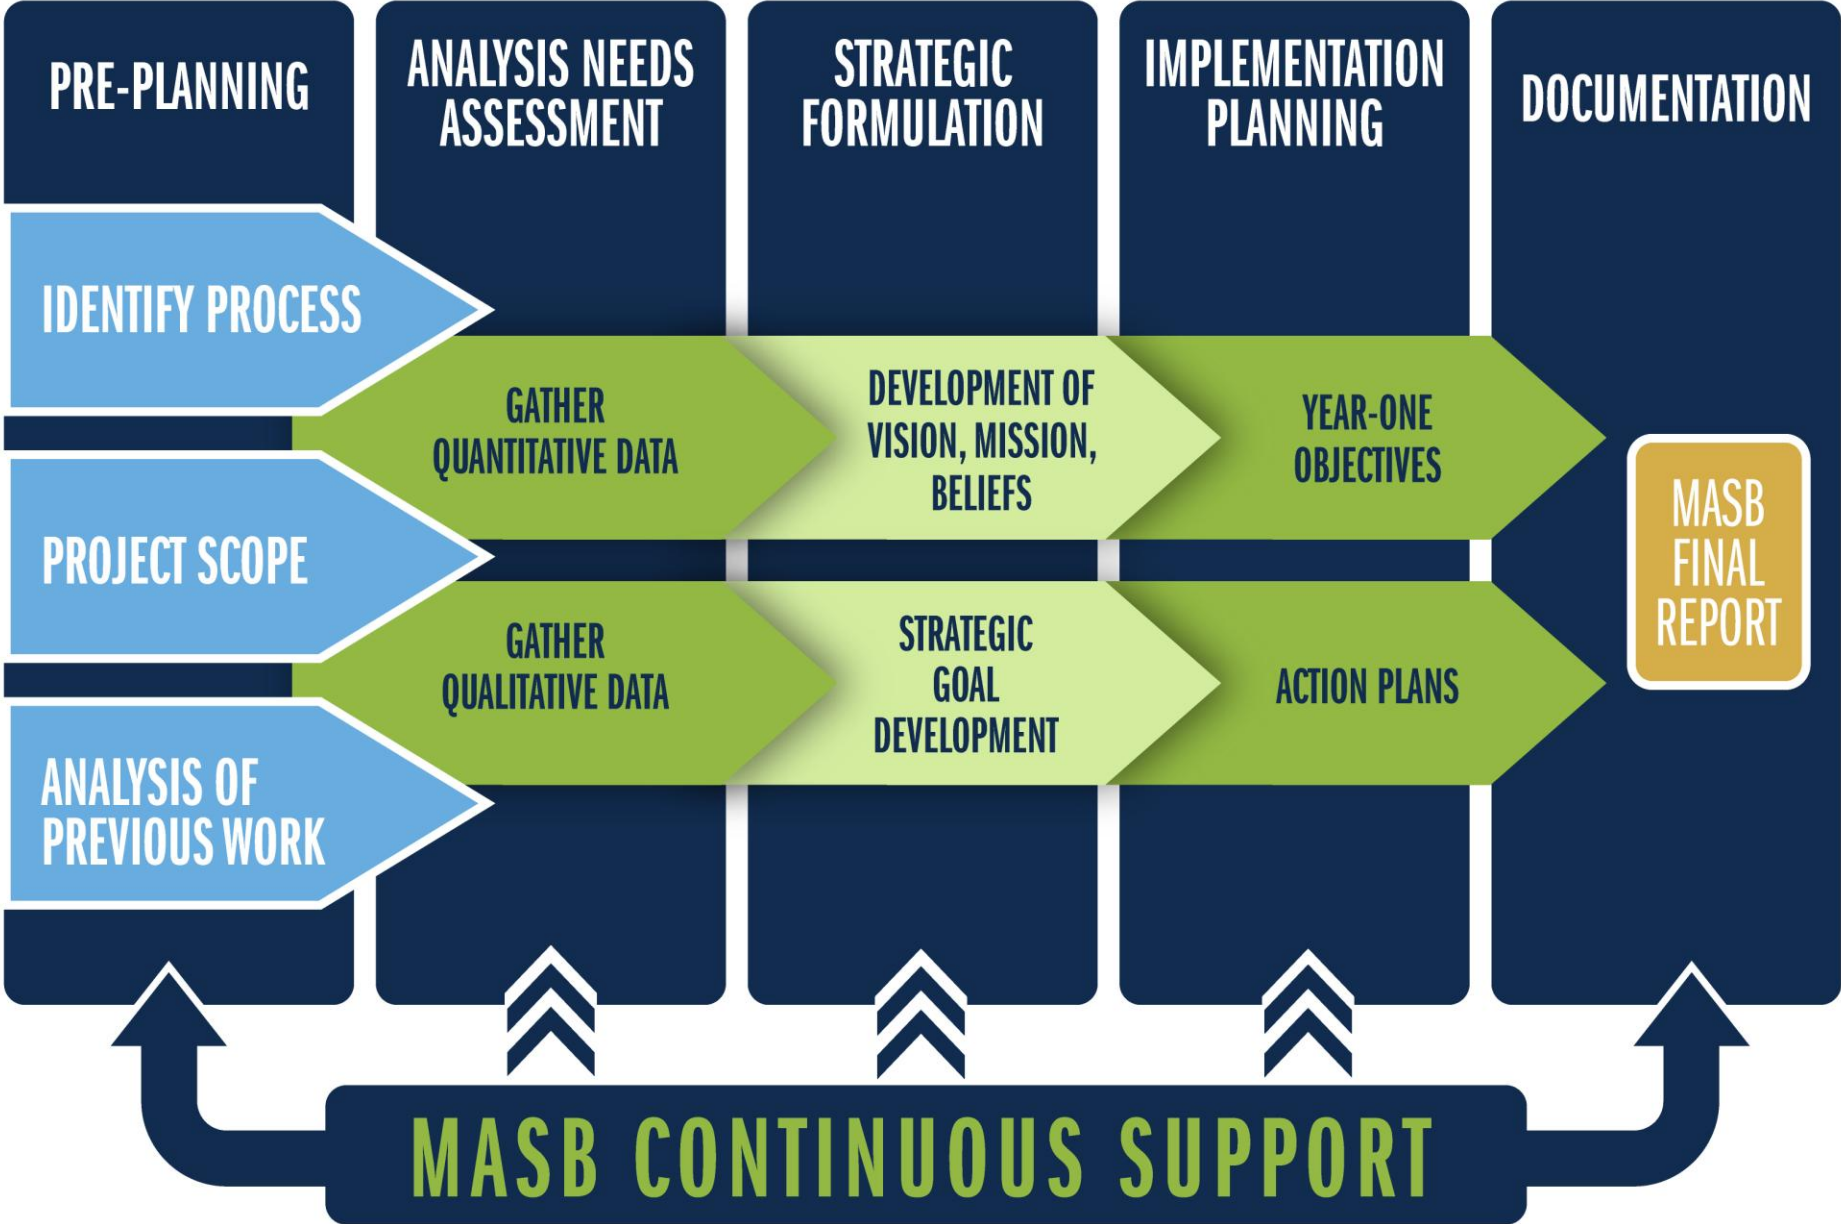 PRE-PLANNING
ANALYSIS NEEDS
ASSESSMENT
STRATEGIC
FORMULATION
IMPLEMENTATION
PLANNING
DOCUMENTATION
IDENTIFY PROCESS
PROJECT SCOPE
ANALYSIS OF
PREVIOUS WORK
GATHER
QUANTITATIVE DATA
DEVELOPMENT OF
VISION, MISSION,
BELIEFS
YEAR-ONE
OBJECTIVES
GATHER
QUALITATIVE DATA
STRATEGIC
GOAL
DEVELOPMENT
ACTION PLANS
MASB
FINAL
REPORT
MASB CONTINUOUS SUPPORT